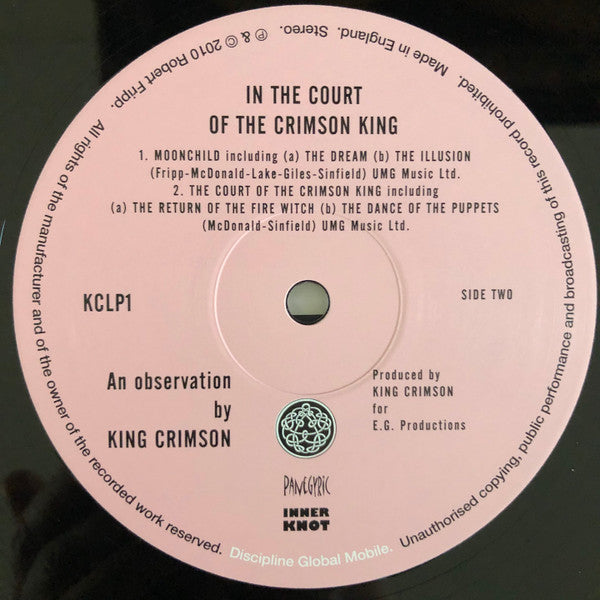 IN THE COURT
OF THE CRIMSON KING
1. MOONCHILD including (a) THE DREAM (b) THE ILLUSION
(Fripp-McDonald-Lake-Giles-Sinfield) UMG Music Ltd.
2. THE COURT OF THE CRIMSON KING including
(a) THE RETURN OF THE FIRE WITCH (b) THE DANCE OF THE PUPPETS
(McDonald-Sinfield) UMG Music Ltd.
KCLP1
SIDE TWO
An observation
by
KING CRIMSON
Produced by
KING CRIMSON
for
E.G. Productions
PANEGYRIC
INNER
KNOT
All rights of the manufacturer and of the owner of the recorded work reserved. Discipline Global Mobile. Unauthorised copying, public performance and broadcasting of this record prohibited. Made in England. Stereo. ℗ & © 2010 Robert Fripp.